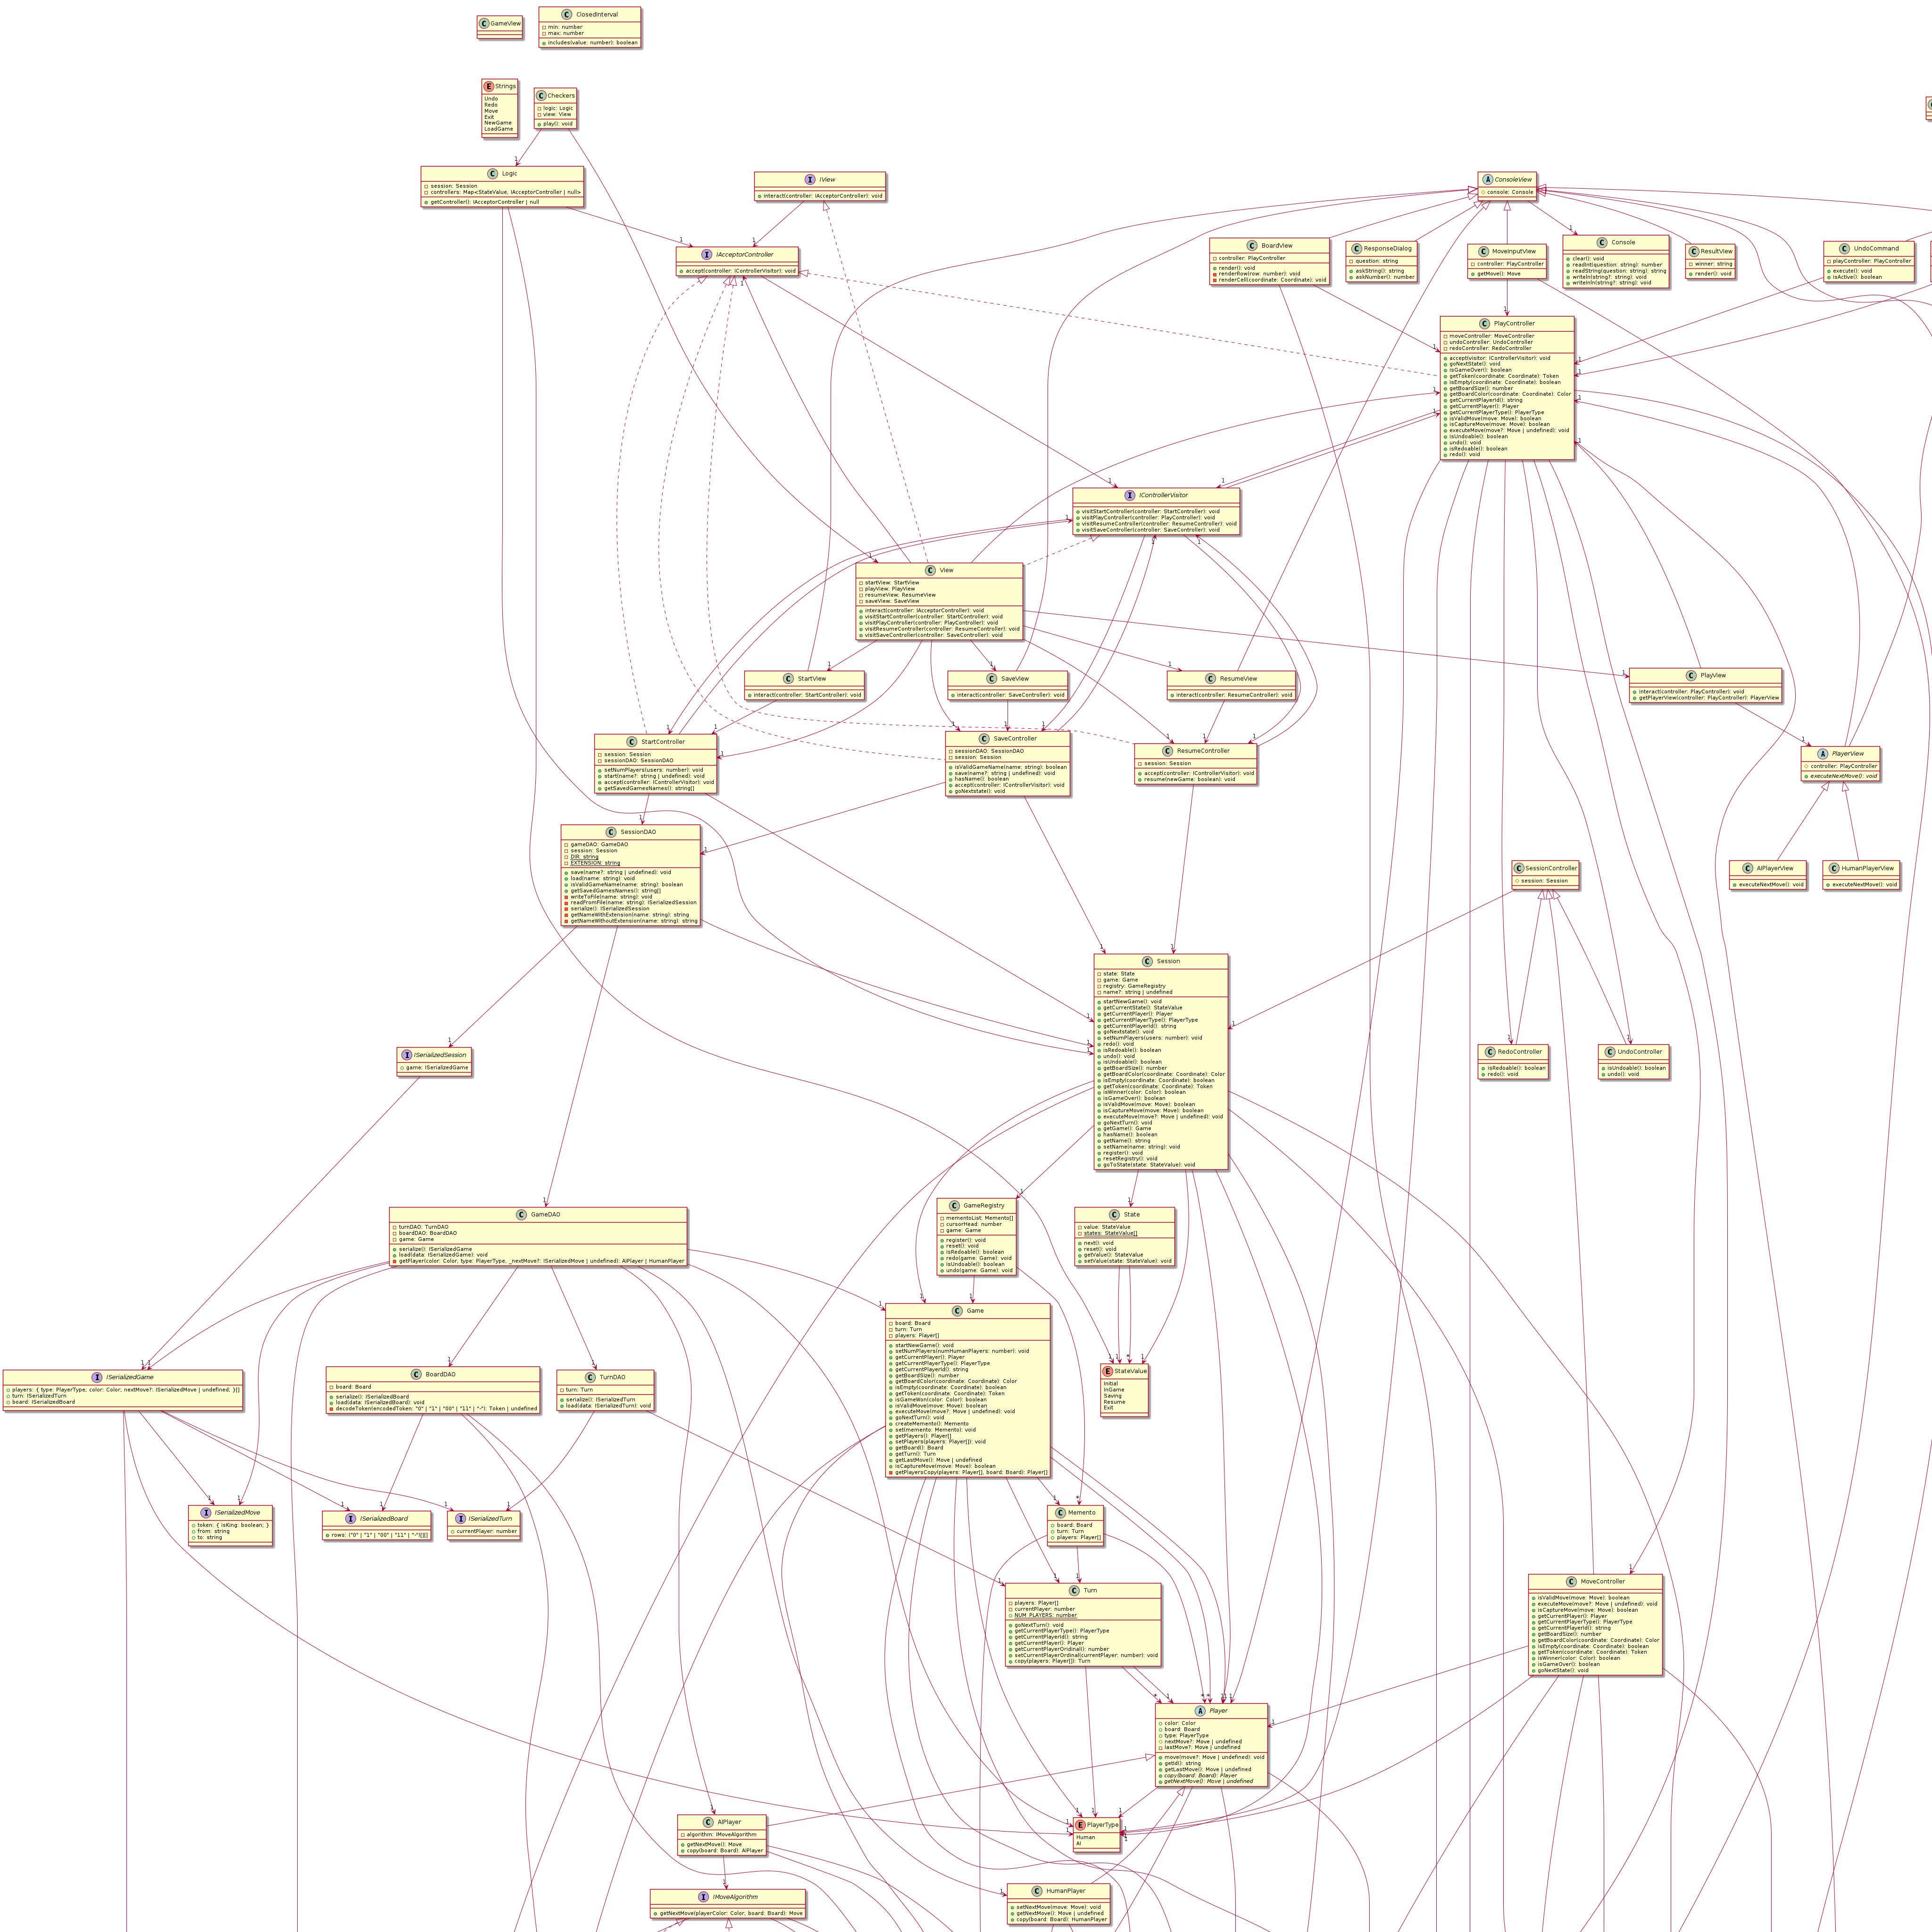 GameView
ClosedInterval
min: number
max: number
includes(value: number): boolean
Strings
Undo
Redo
Move
Exit
NewGame
LoadGame
Checkers
logic: Logic
view: View
play(): void
Logic
session: Session
controllers: Map<StateValue, IAcceptorController | null>
getController(): IAcceptorController | null
IView
interact(controller: IAcceptorController): void
IAcceptorController
accept(controller: IControllerVisitor): void
ConsoleView
console: Console
BoardView
controller: PlayController
render(): void
renderRow(row: number): void
renderCell(coordinate: Coordinate): void
ResponseDialog
question: string
askString(): string
askNumber(): number
MoveInputView
controller: PlayController
getMove(): Move
Console
clear(): void
readInt(question: string): number
readString(question: string): string
writeln(string?: string): void
writeInln(string?: string): void
ResultView
winner: string
render(): void
UndoCommand
playController: PlayController
execute(): void
isActive(): boolean
PlayController
moveController: MoveController
undoController: UndoController
redoController: RedoController
accept(visitor: IControllerVisitor): void
goNextState(): void
isGameOver(): boolean
getToken(coordinate: Coordinate): Token
isEmpty(coordinate: Coordinate): boolean
getBoardSize(): number
getBoardColor(coordinate: Coordinate): Color
getCurrentPlayerId(): string
getCurrentPlayer(): Player
getCurrentPlayerType(): PlayerType
isValidMove(move: Move): boolean
isCaptureMove(move: Move): boolean
executeMove(move?: Move | undefined): void
isUndoable(): boolean
undo(): void
isRedoable(): boolean
redo(): void
IControllerVisitor
visitStartController(controller: StartController): void
visitPlayController(controller: PlayController): void
visitResumeController(controller: ResumeController): void
visitSaveController(controller: SaveController): void
View
startView: StartView
playView: PlayView
resumeView: ResumeView
saveView: SaveView
interact(controller: IAcceptorController): void
visitStartController(controller: StartController): void
visitPlayController(controller: PlayController): void
visitResumeController(controller: ResumeController): void
visitSaveController(controller: SaveController): void
StartView
interact(controller: StartController): void
SaveView
interact(controller: SaveController): void
ResumeView
interact(controller: ResumeController): void
PlayView
interact(controller: PlayController): void
getPlayerView(controller: PlayController): PlayerView
StartController
session: Session
sessionDAO: SessionDAO
setNumPlayers(users: number): void
start(name?: string | undefined): void
accept(controller: IControllerVisitor): void
getSavedGamesNames(): string[]
SaveController
sessionDAO: SessionDAO
session: Session
isValidGameName(name: string): boolean
save(name?: string | undefined): void
hasName(): boolean
accept(controller: IControllerVisitor): void
goNextstate(): void
ResumeController
session: Session
accept(controller: IControllerVisitor): void
resume(newGame: boolean): void
PlayerView
controller: PlayController
executeNextMove(): void
SessionDAO
gameDAO: GameDAO
session: Session
DIR: string
EXTENSION: string
save(name?: string | undefined): void
load(name: string): void
isValidGameName(name: string): boolean
getSavedGamesNames(): string[]
writeToFile(name: string): void
readFromFile(name: string): ISerializedSession
serialize(): ISerializedSession
getNameWithExtension(name: string): string
getNameWithoutExtension(name: string): string
SessionController
session: Session
AIPlayerView
executeNextMove(): void
HumanPlayerView
executeNextMove(): void
Session
state: State
game: Game
registry: GameRegistry
name?: string | undefined
startNewGame(): void
getCurrentState(): StateValue
getCurrentPlayer(): Player
getCurrentPlayerType(): PlayerType
getCurrentPlayerId(): string
goNextstate(): void
setNumPlayers(users: number): void
redo(): void
isRedoable(): boolean
undo(): void
isUndoable(): boolean
getBoardSize(): number
getBoardColor(coordinate: Coordinate): Color
isEmpty(coordinate: Coordinate): boolean
getToken(coordinate: Coordinate): Token
isWinner(color: Color): boolean
isGameOver(): boolean
isValidMove(move: Move): boolean
isCaptureMove(move: Move): boolean
executeMove(move?: Move | undefined): void
goNextTurn(): void
getGame(): Game
hasName(): boolean
getName(): string
setName(name: string): void
register(): void
resetRegistry(): void
goToState(state: StateValue): void
ISerializedSession
game: ISerializedGame
RedoController
isRedoable(): boolean
redo(): void
UndoController
isUndoable(): boolean
undo(): void
GameDAO
turnDAO: TurnDAO
boardDAO: BoardDAO
game: Game
serialize(): ISerializedGame
load(data: ISerializedGame): void
getPlayer(color: Color, type: PlayerType, _nextMove?: ISerializedMove | undefined): AIPlayer | HumanPlayer
GameRegistry
mementoList: Memento[]
cursorHead: number
game: Game
register(): void
reset(): void
isRedoable(): boolean
redo(game: Game): void
isUndoable(): boolean
undo(game: Game): void
State
value: StateValue
states: StateValue[]
next(): void
reset(): void
getValue(): StateValue
setValue(state: StateValue): void
Game
board: Board
turn: Turn
players: Player[]
startNewGame(): void
setNumPlayers(numHumanPlayers: number): void
getCurrentPlayer(): Player
getCurrentPlayerType(): PlayerType
getCurrentPlayerId(): string
getBoardSize(): number
getBoardColor(coordinate: Coordinate): Color
isEmpty(coordinate: Coordinate): boolean
getToken(coordinate: Coordinate): Token
isGameWon(color: Color): boolean
isValidMove(move: Move): boolean
executeMove(move?: Move | undefined): void
goNextTurn(): void
createMemento(): Memento
set(memento: Memento): void
getPlayers(): Player[]
setPlayers(players: Player[]): void
getBoard(): Board
getTurn(): Turn
getLastMove(): Move | undefined
isCaptureMove(move: Move): boolean
getPlayersCopy(players: Player[], board: Board): Player[]
StateValue
Initial
InGame
Saving
Resume
Exit
ISerializedGame
players: { type: PlayerType; color: Color; nextMove?: ISerializedMove | undefined; }[]
turn: ISerializedTurn
board: ISerializedBoard
BoardDAO
board: Board
serialize(): ISerializedBoard
load(data: ISerializedBoard): void
decodeToken(encodedToken: "0" | "1" | "00" | "11" | "-"): Token | undefined
TurnDAO
turn: Turn
serialize(): ISerializedTurn
load(data: ISerializedTurn): void
ISerializedMove
token: { isKing: boolean; }
from: string
to: string
ISerializedBoard
rows: ("0" | "1" | "00" | "11" | "-")[][]
ISerializedTurn
currentPlayer: number
Memento
board: Board
turn: Turn
players: Player[]
Turn
players: Player[]
currentPlayer: number
NUM_PLAYERS: number
goNextTurn(): void
getCurrentPlayerType(): PlayerType
getCurrentPlayerId(): string
getCurrentPlayer(): Player
getCurrentPlayerOridinal(): number
setCurrentPlayerOrdinal(currentPlayer: number): void
copy(players: Player[]): Turn
MoveController
isValidMove(move: Move): boolean
executeMove(move?: Move | undefined): void
isCaptureMove(move: Move): boolean
getCurrentPlayer(): Player
getCurrentPlayerType(): PlayerType
getCurrentPlayerId(): string
getBoardSize(): number
getBoardColor(coordinate: Coordinate): Color
isEmpty(coordinate: Coordinate): boolean
getToken(coordinate: Coordinate): Token
isWinner(color: Color): boolean
isGameOver(): boolean
goNextState(): void
Player
color: Color
board: Board
type: PlayerType
nextMove?: Move | undefined
lastMove?: Move | undefined
move(move?: Move | undefined): void
getId(): string
getLastMove(): Move | undefined
copy(board: Board): Player
getNextMove(): Move | undefined
AIPlayer
algorithm: IMoveAlgorithm
getNextMove(): Move
copy(board: Board): AIPlayer
PlayerType
Human
AI
IMoveAlgorithm
getNextMove(playerColor: Color, board: Board): Move
HumanPlayer
setNextMove(move: Move): void
getNextMove(): Move | undefined
copy(board: Board): HumanPlayer